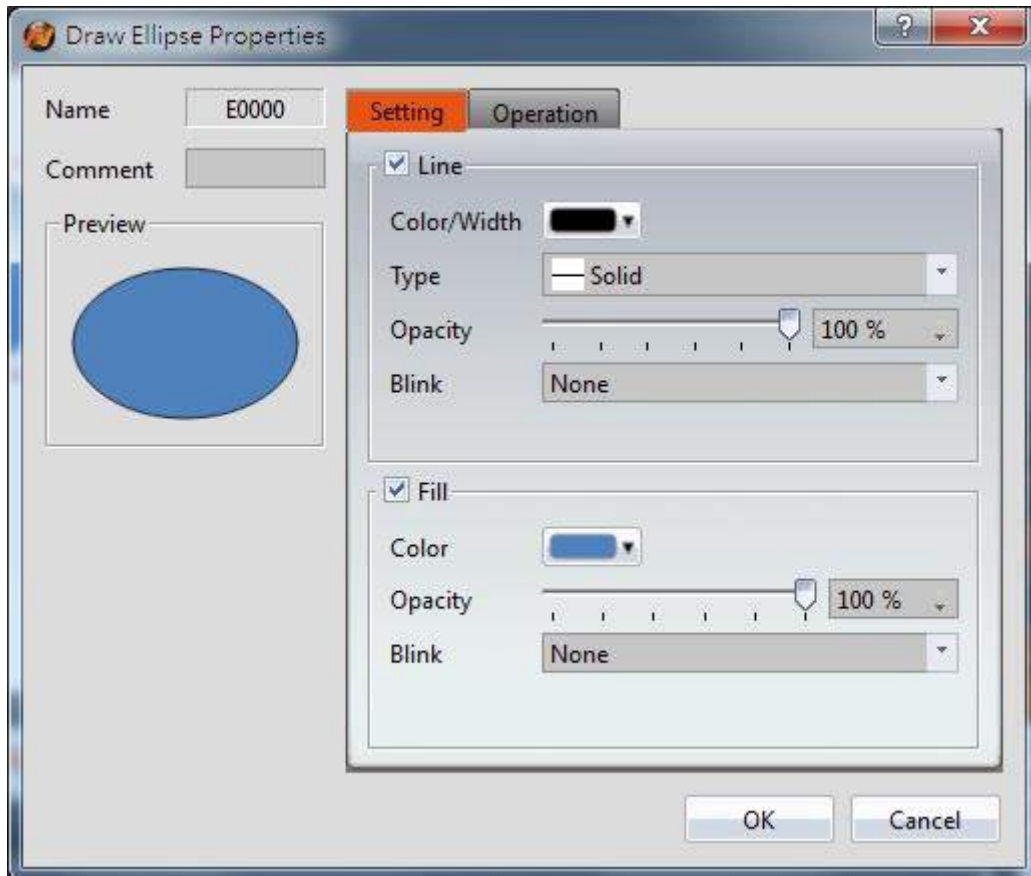 Draw Ellipse Properties
?
Name E0000
Comment
Preview
Setting Operation
Line
Color/Width
Type Solid
Opacity 100 %
Blink None
Fill
Color
Opacity 100 %
Blink None
OK Cancel